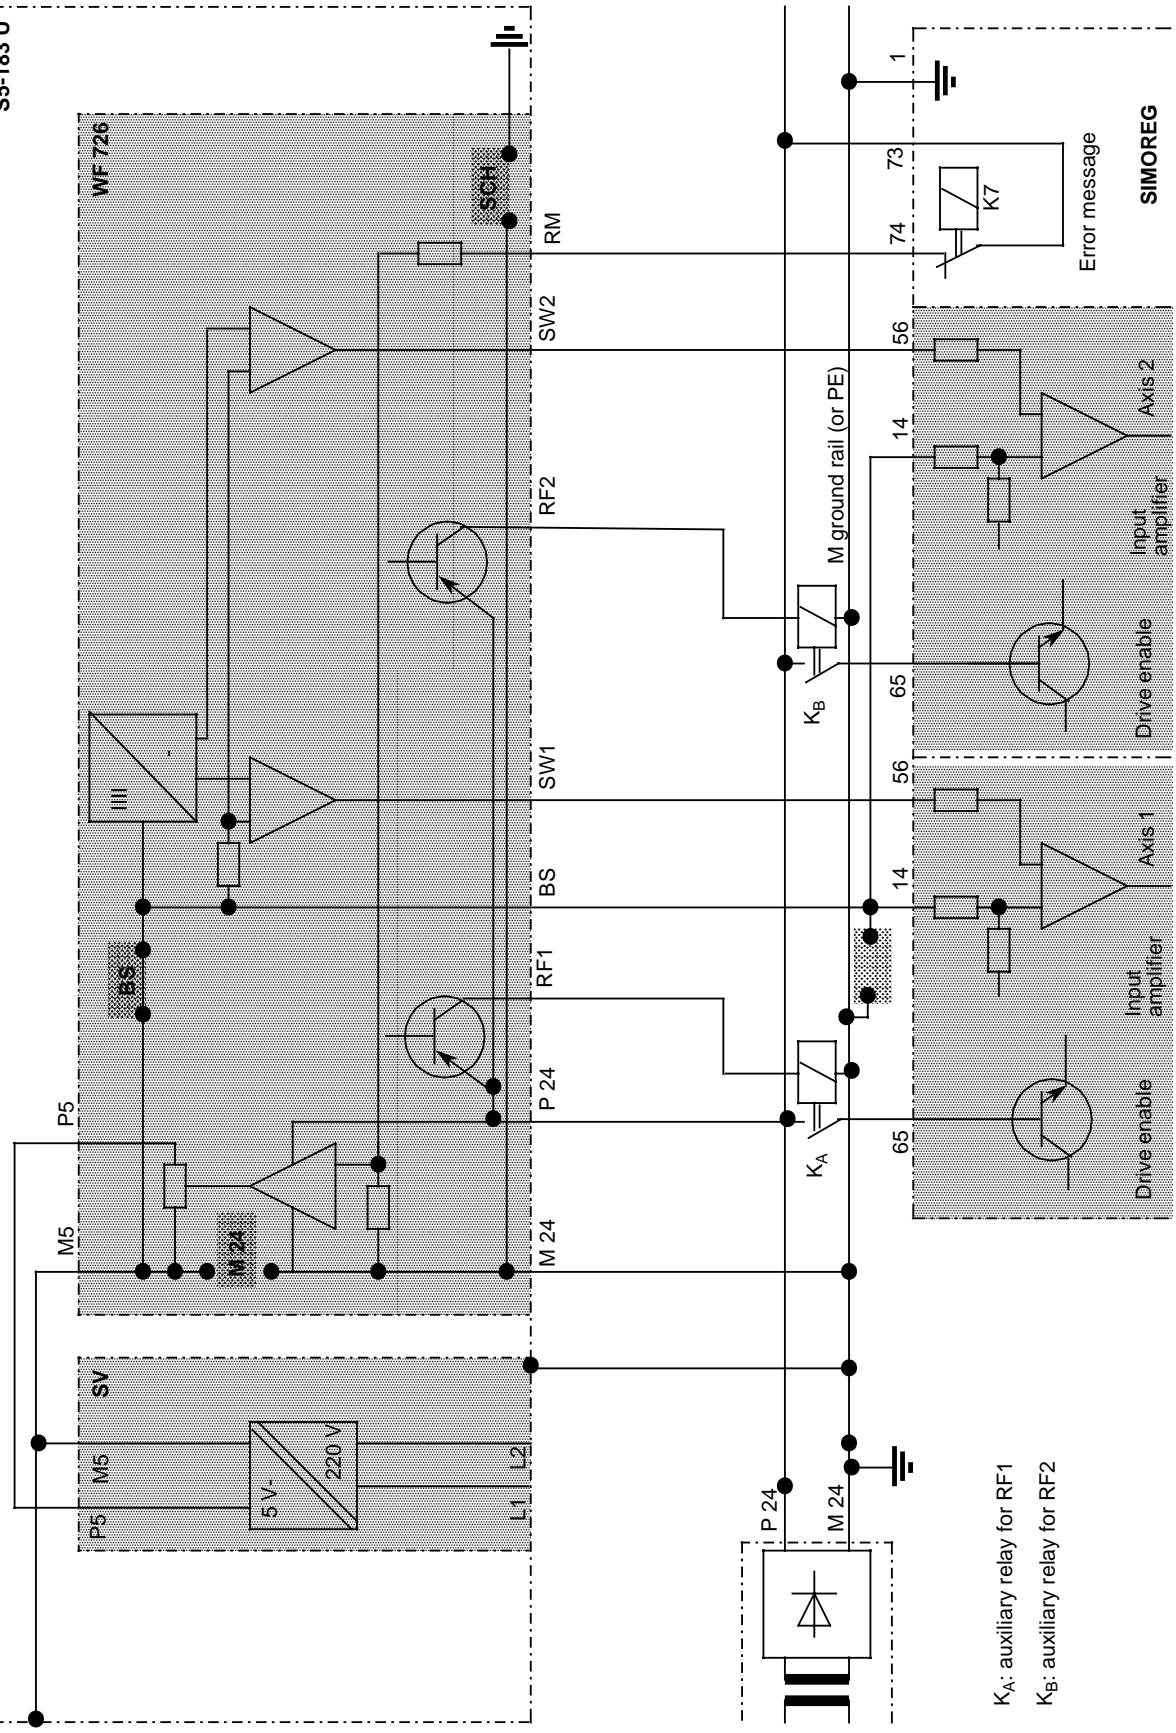 S5-183 U
WF 726
SCH
BS
M 24
P5
M5
SV
P5
M5
5 V-
220 V
L1
L2
M 24
P 24
RF1
BS
SW1
RF2
SW2
RM
P 24
M 24
KA
KB
M ground rail (or PE)
65
14
56
65
14
56
74
73
1
K7
Error message
SIMOREG
Drive enable
Input
amplifier
Axis 1
Drive enable
Input
amplifier
Axis 2
KA: auxiliary relay for RF1
KB: auxiliary relay for RF2